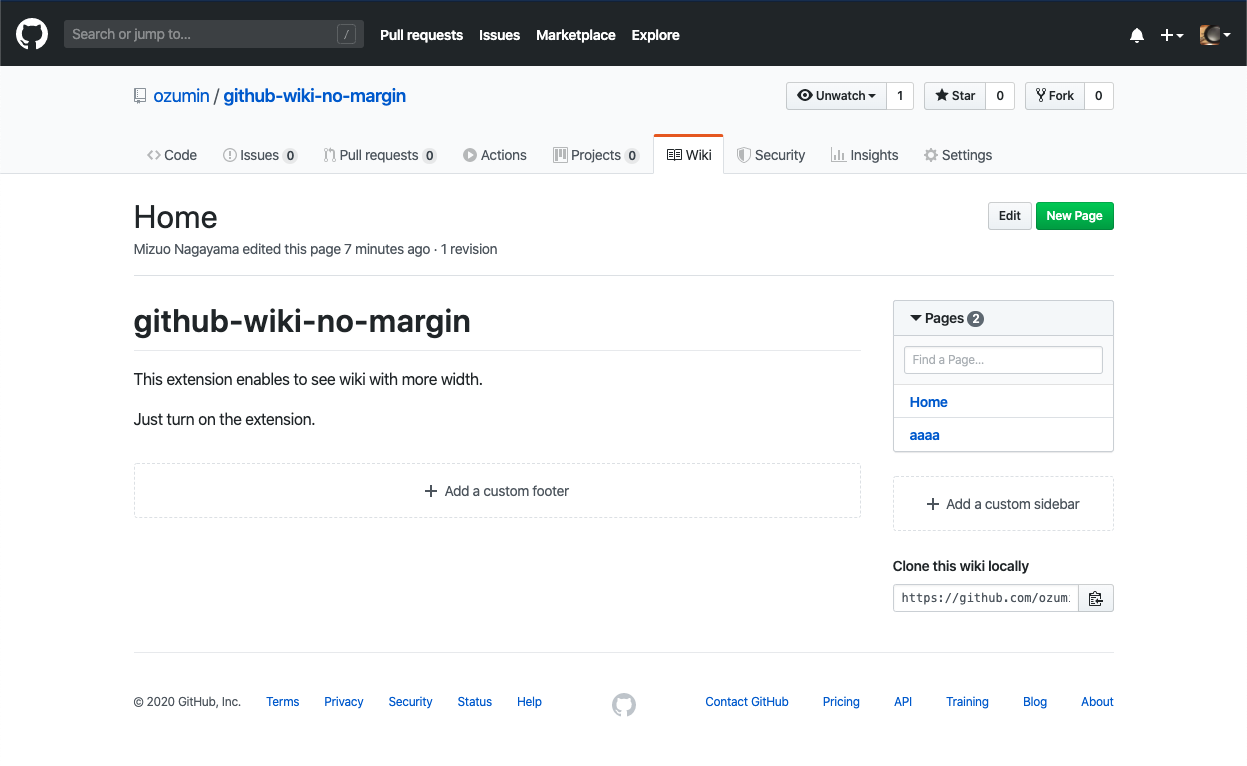 Search or jump to... / Pull requests Issues Marketplace Explore
ozumin / github-wiki-no-margin Unwatch 1 Star 0 Fork 0
Code Issues 0 Pull requests 0 Actions Projects 0 Wiki Security Insights Settings
Home Edit New Page
Mizuo Nagayama edited this page 7 minutes ago · 1 revision
github-wiki-no-margin
This extension enables to see wiki with more width.
Just turn on the extension.
Add a custom footer
Pages 2
Find a Page...
Home
aaaa
Add a custom sidebar
Clone this wiki locally
https://github.com/ozumi
© 2020 GitHub, Inc. Terms Privacy Security Status Help Contact GitHub Pricing API Training Blog About